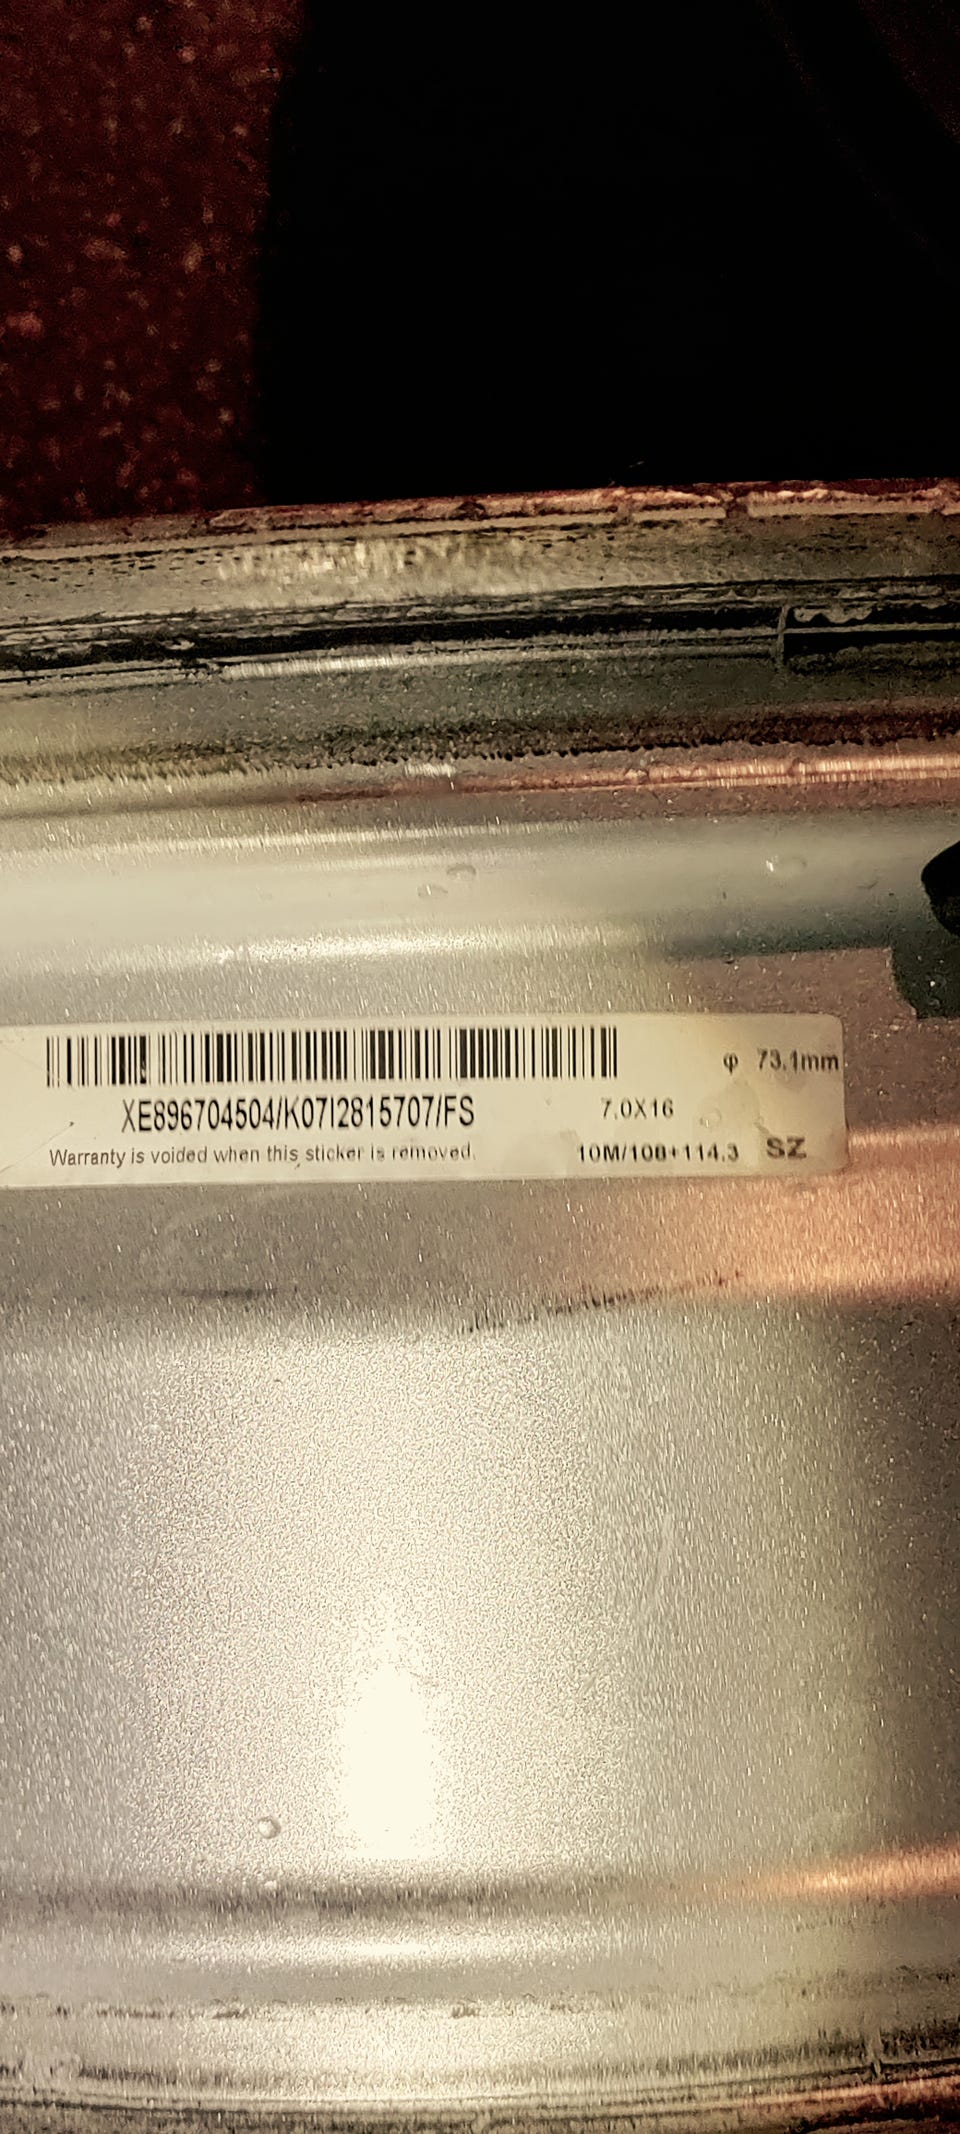 φ 73.1mm
XE896704504/K07I2815707/FS
7.0X16
Warranty is voided when this sticker is removed.
10M/108+114.3 SZ